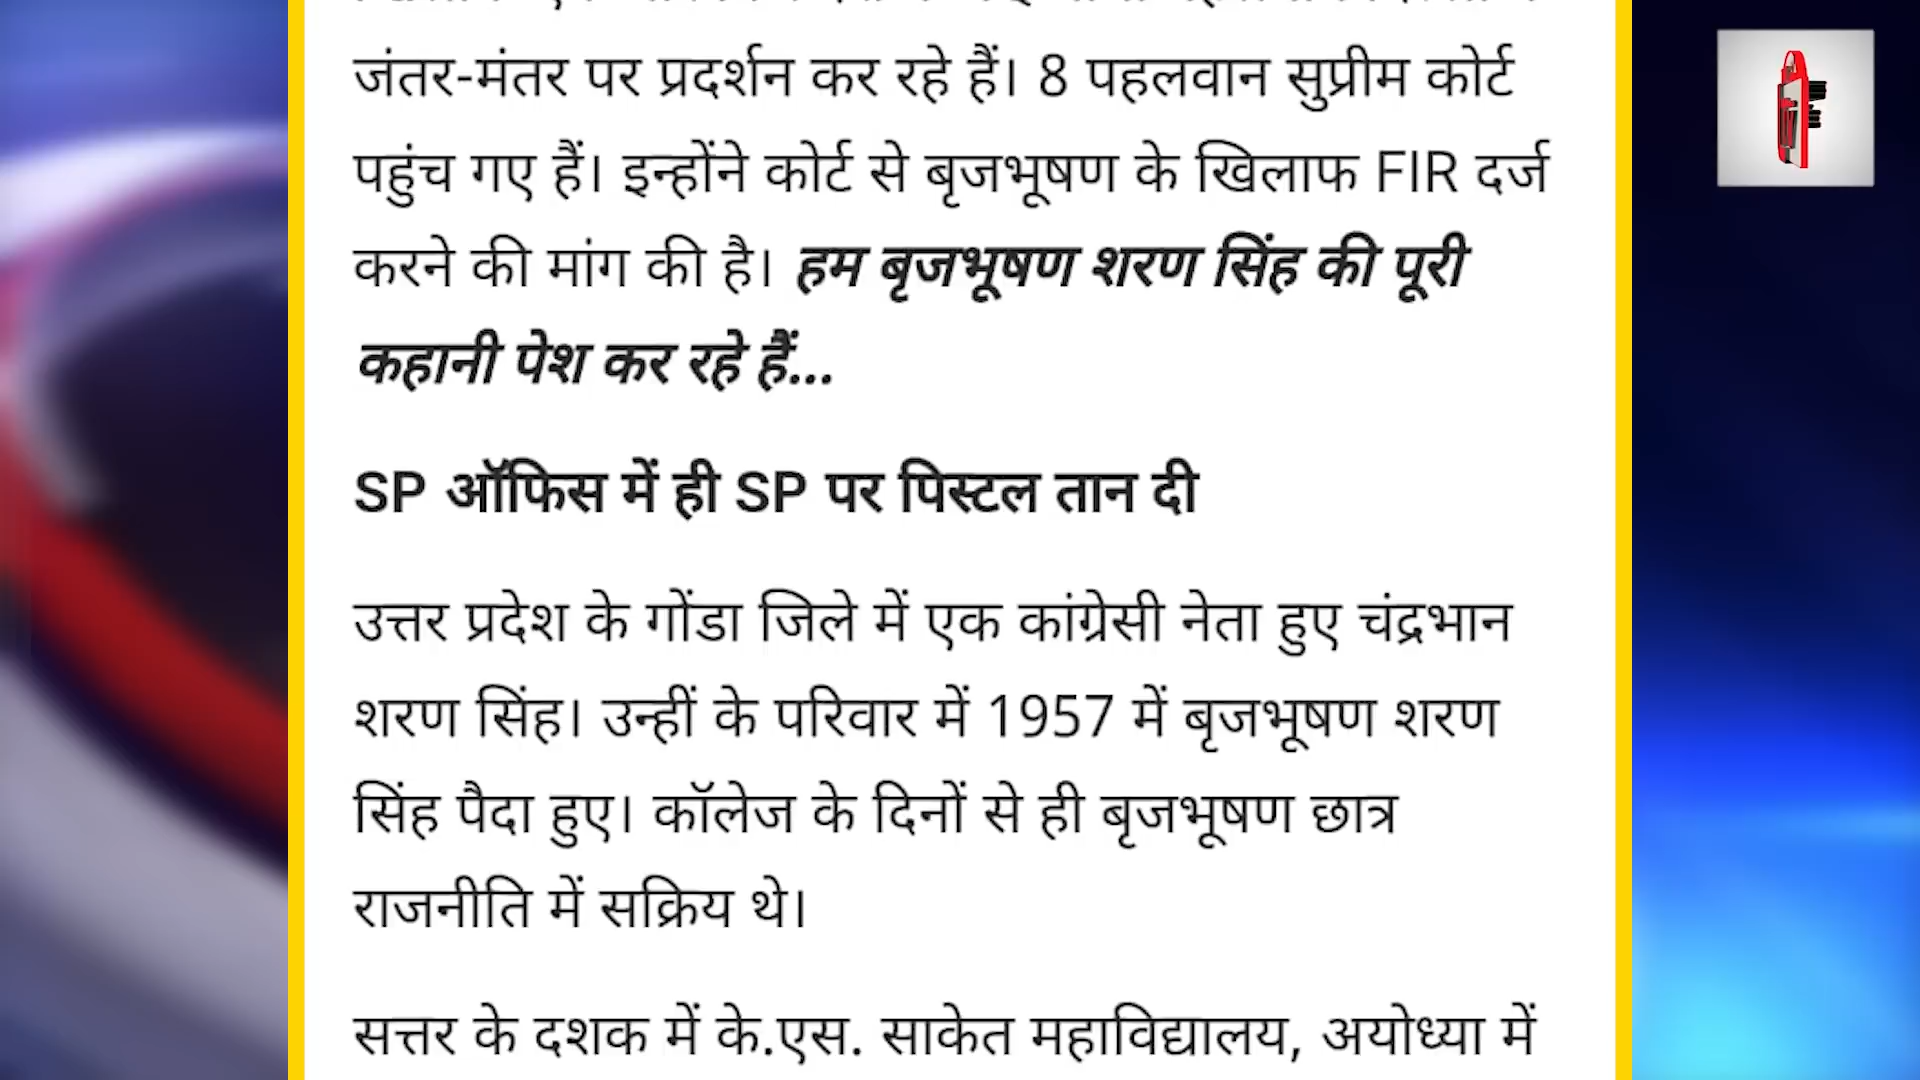 जंतर-मंतर पर प्रदर्शन कर रहे हैं। 8 पहलवान सुप्रीम कोर्ट
पहुंच गए हैं। इन्होंने कोर्ट से बृजभूषण के खिलाफ FIR दर्ज
करने की मांग की है। हम बृजभूषण शरण सिंह की पूरी
कहानी पेश कर रहे हैं...
SP ऑफिस में ही SP पर पिस्टल तान दी
उत्तर प्रदेश के गोंडा जिले में एक कांग्रेसी नेता हुए चंद्रभान
शरण सिंह। उन्हीं के परिवार में 1957 में बृजभूषण शरण
सिंह पैदा हुए। कॉलेज के दिनों से ही बृजभूषण छात्र
राजनीति में सक्रिय थे।
सत्तर के दशक में के.एस. साकेत महाविद्यालय, अयोध्या में